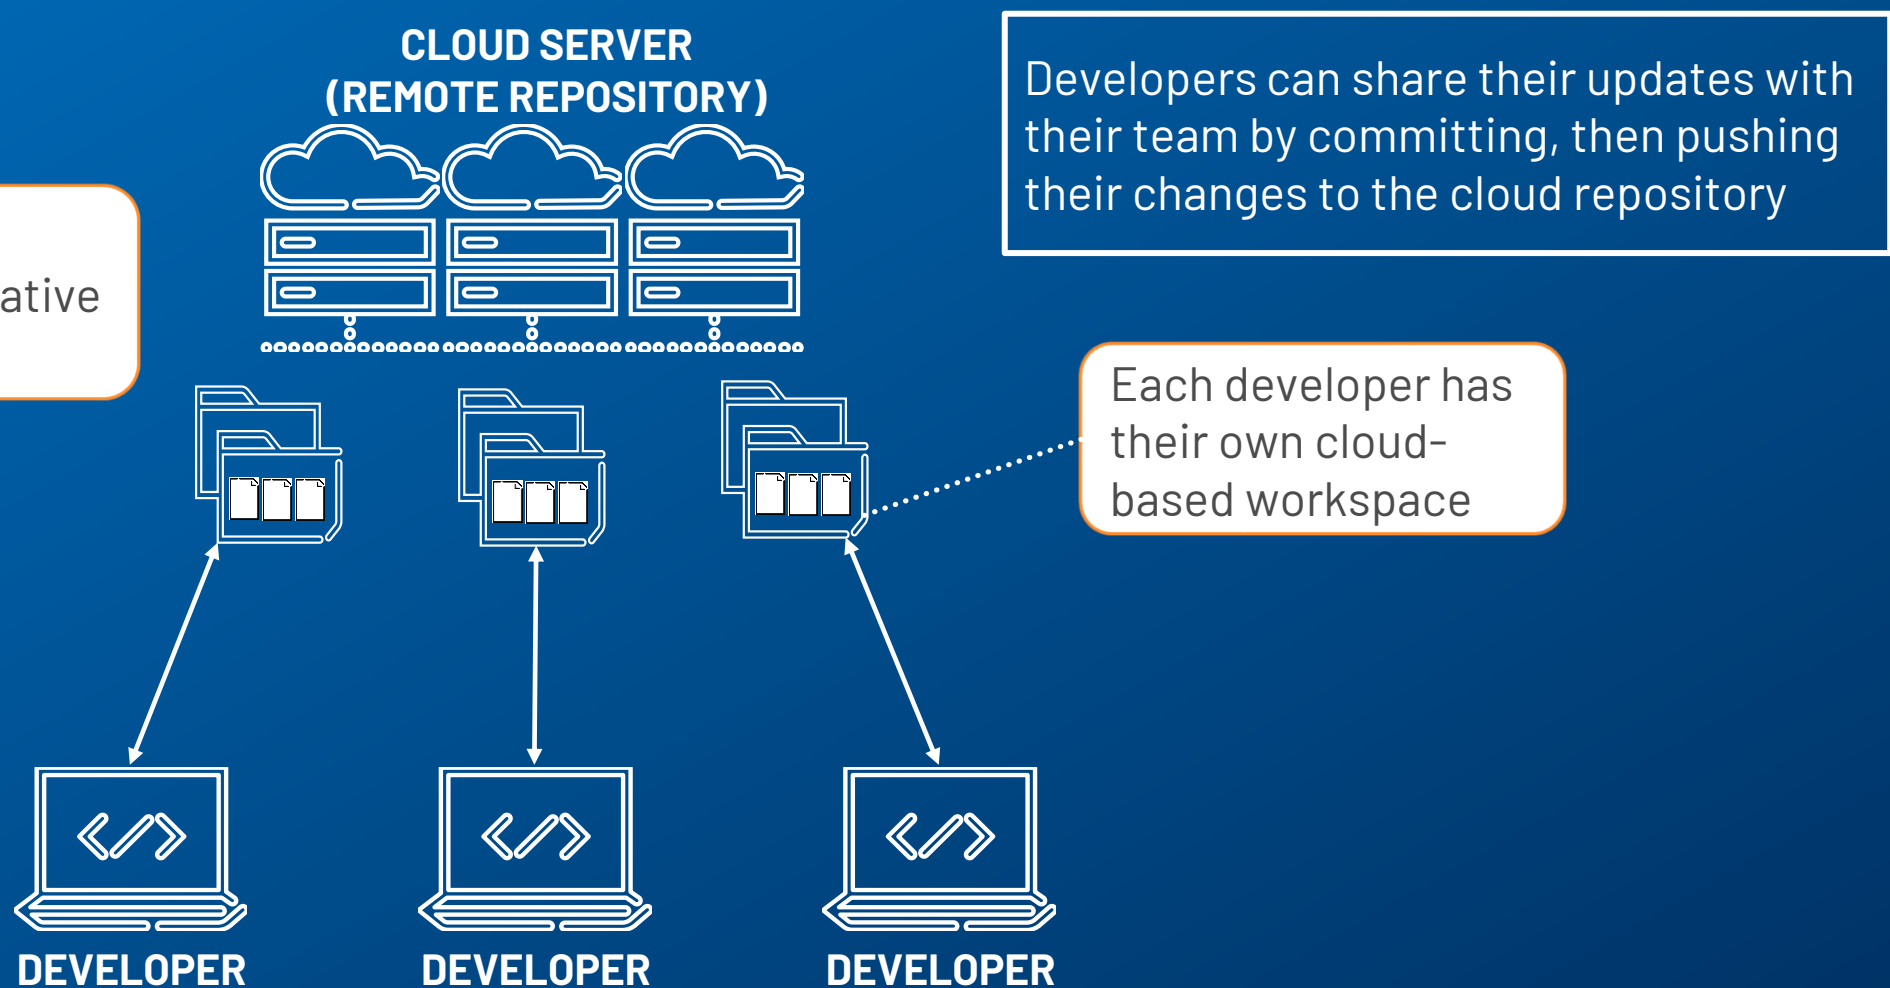 CLOUD SERVER
(REMOTE REPOSITORY)
Developers can share their updates with
their team by committing, then pushing
their changes to the cloud repository
ative
Each developer has
their own cloud-
based workspace
DEVELOPER
DEVELOPER
DEVELOPER